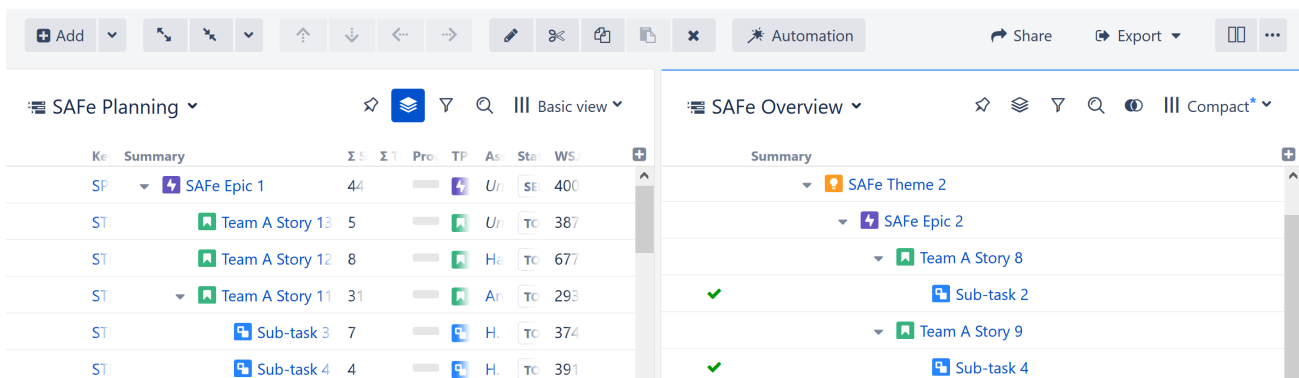 Add Automation Share Export
SAFe Planning Basic view
SAFe Overview Compact*
Summary WS
Summary
SAFe Epic 1 44 400
Team A Story 13 5 387
Team A Story 12 8 677
Team A Story 11 31 293
Sub-task 3 7 H. 374
Sub-task 4 4 H. 391
SAFe Theme 2
SAFe Epic 2
Team A Story 8
Sub-task 2
Team A Story 9
Sub-task 4